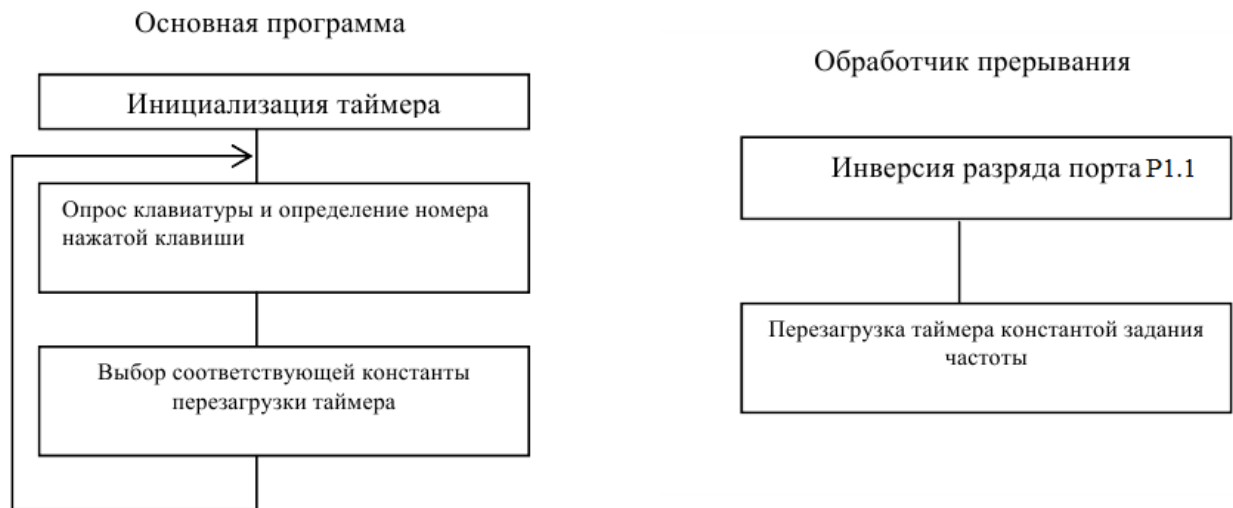 Основная программа
Инициализация таймера
Опрос клавиатуры и определение номера
нажатой клавиши
Выбор соответствующей константы
перезагрузки таймера
Обработчик прерывания
Инверсия разряда порта P1.1
Перезагрузка таймера константой задания
частоты